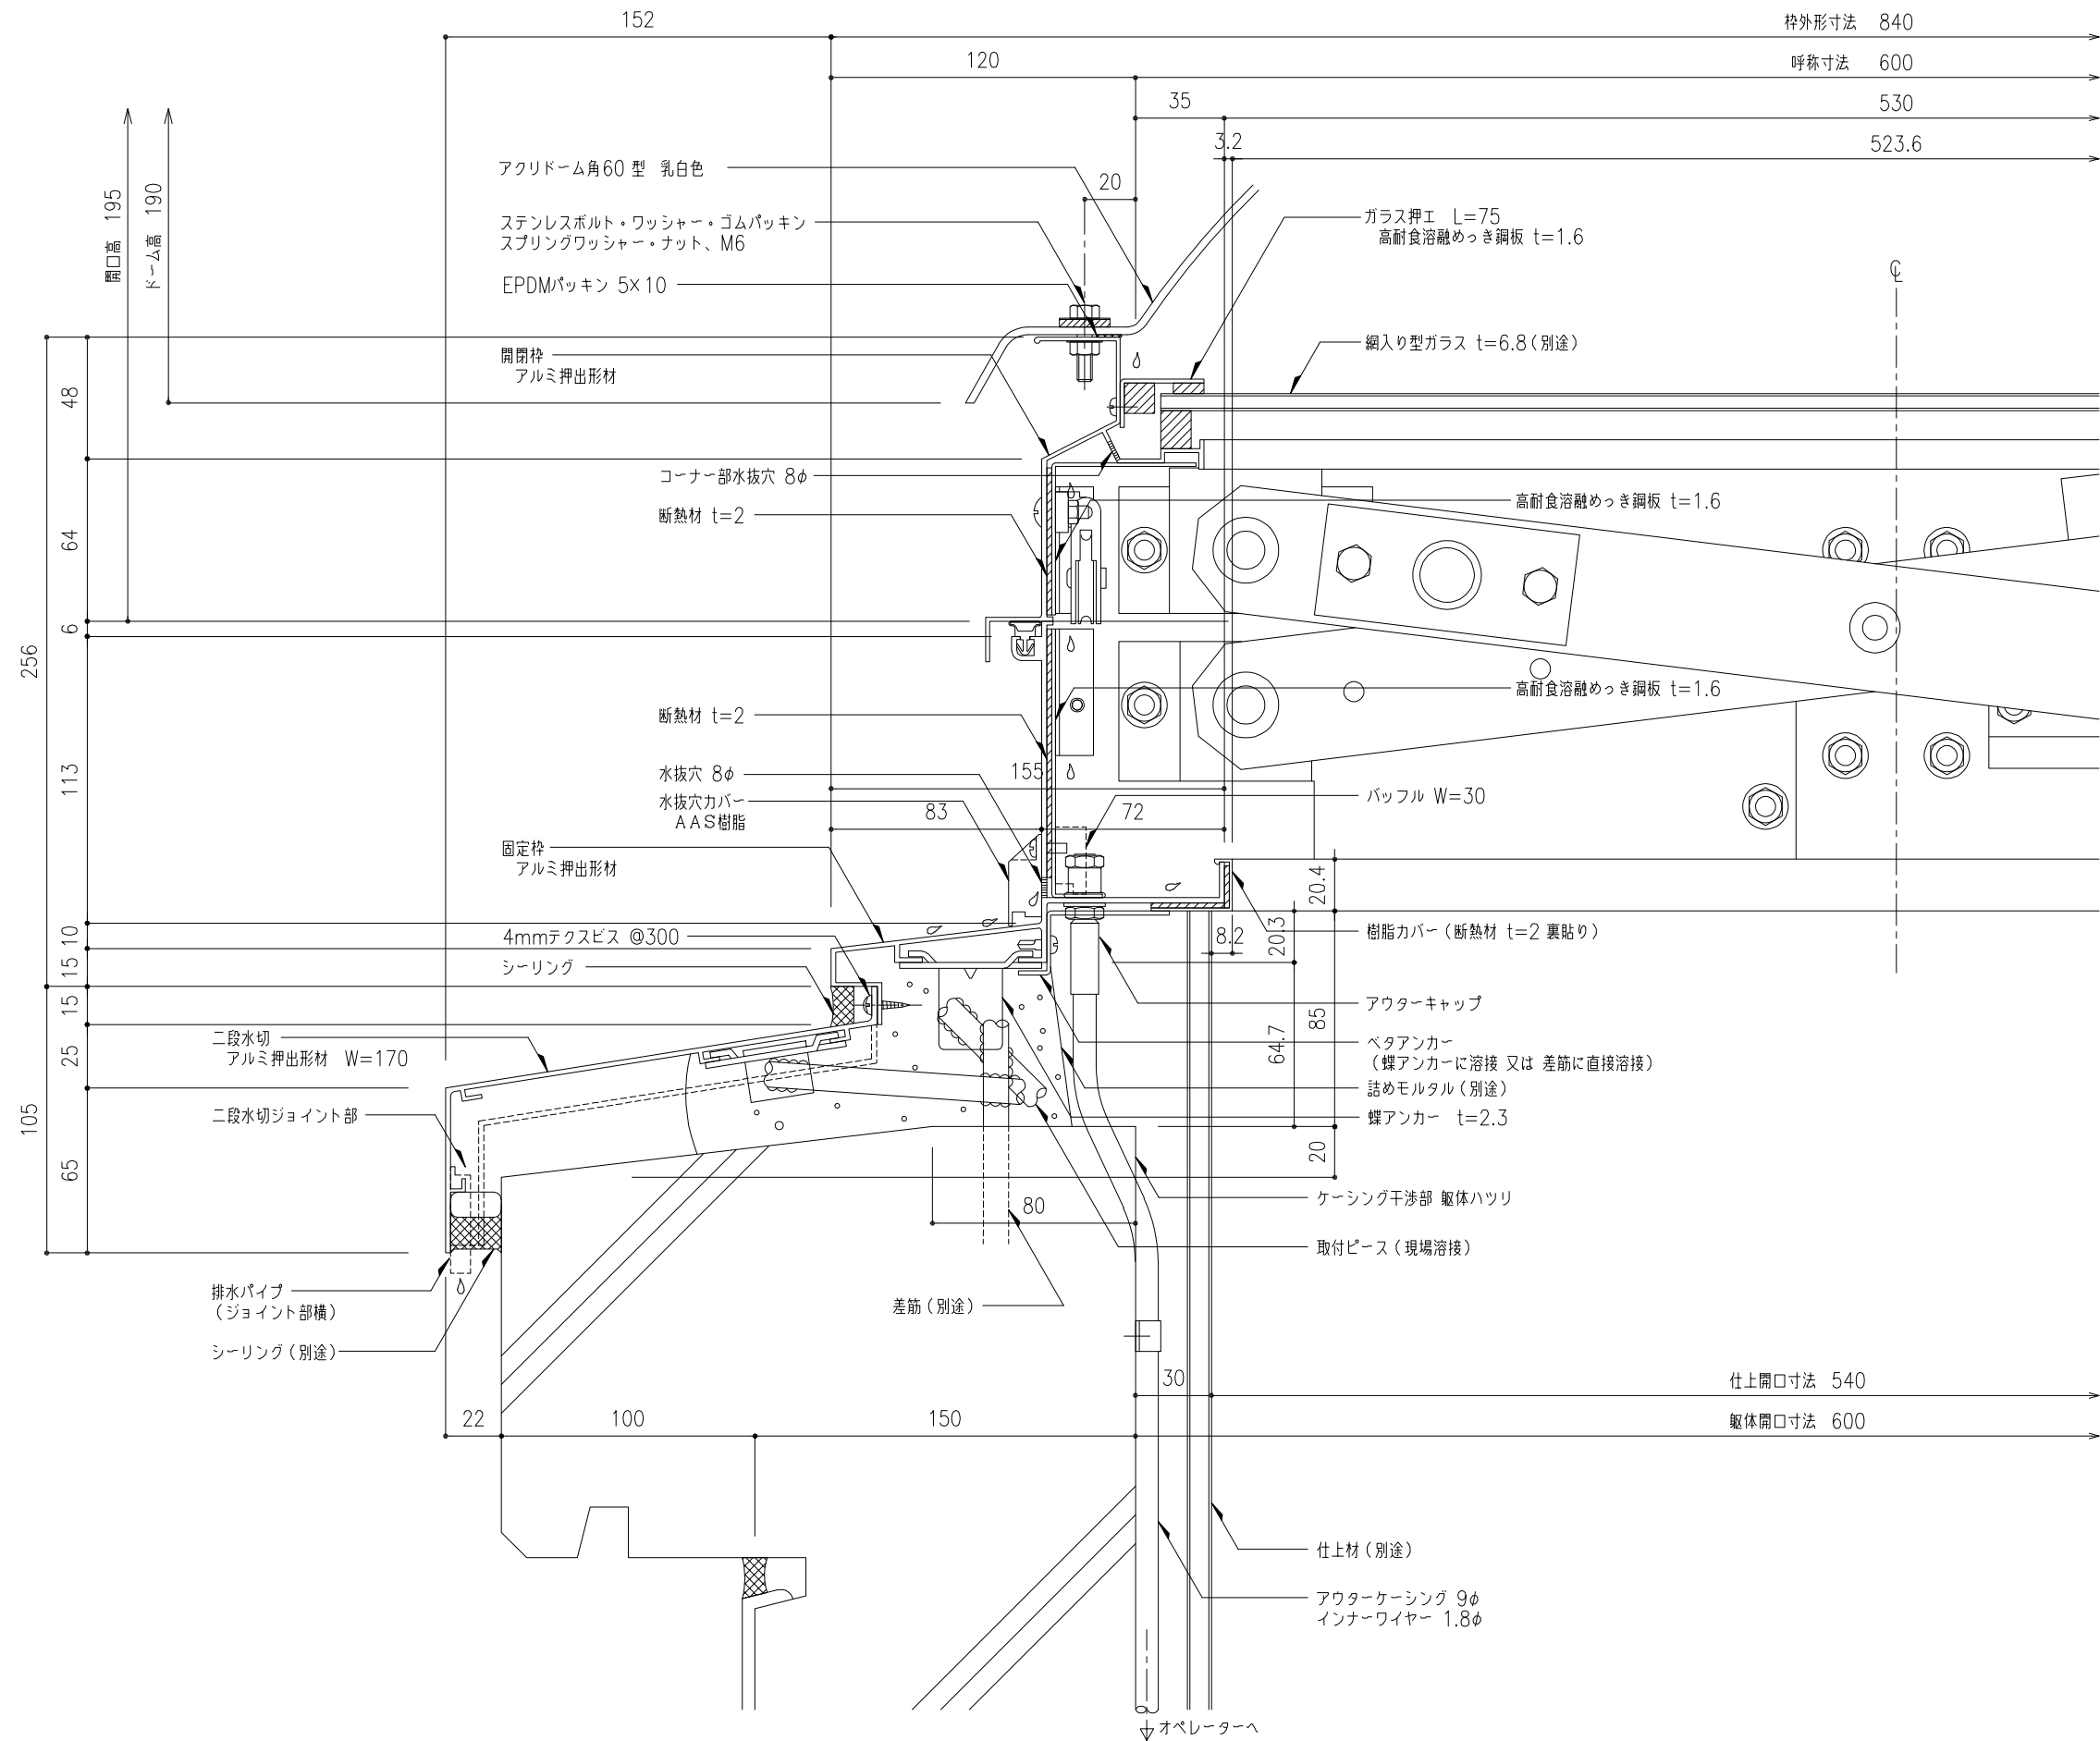 152
枠外形寸法 840
120
呼称寸法 600
35
530
3.2
523.6
アクリドーム角60型 乳白色
20
開口高 195
ドーム高 190
ステンレスボルト・ワッシャー・ゴムパッキン
スプリングワッシャー・ナット、M6
ガラス押エ L=75
高耐食溶融めっき鋼板 t=1.6
EPDMパッキン 5×10
℄
開閉枠
アルミ押出形材
網入り型ガラス t=6.8(別途)
48
コーナー部水抜穴 8φ
断熱材 t=2
高耐食溶融めっき鋼板 t=1.6
64
6
256
断熱材 t=2
高耐食溶融めっき鋼板 t=1.6
113
水抜穴 8φ
155
水抜穴カバー
AAS樹脂
83
72
バッフル W=30
固定枠
アルミ押出形材
20.4
4mmテクスビス @300
10
シーリング
15
8.2
20.3
樹脂カバー(断熱材 t=2 裏貼り)
アウターキャップ
15
二段水切
アルミ押出形材 W=170
25
64.7
85
ベタアンカー
(蝶アンカーに溶接 又は 差筋に直接溶接)
詰めモルタル(別途)
105
二段水切ジョイント部
蝶アンカー t=2.3
65
20
80
ケーシング干渉部 躯体ハツリ
取付ピース(現場溶接)
排水パイプ
(ジョイント部横)
差筋(別途)
シーリング(別途)
30
仕上開口寸法 540
22
100
150
躯体開口寸法 600
仕上材(別途)
アウターケーシング 9φ
インナーワイヤー 1.8φ
オペレーターへ